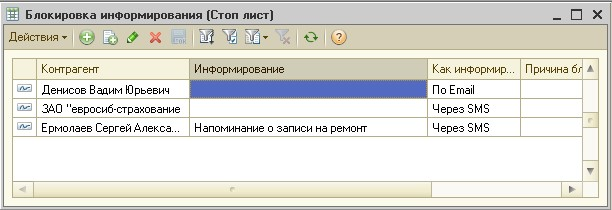 Блокировка информирования (Стоп лист)
Действия
Контрагент Информирование Как информир... Причина бл
Денисов Вадим Юрьевич По Email
ЗАО "евросиб-страхование Через SMS
Ермолаев Сергей Алекса... Напоминание о записи на ремонт Через SMS